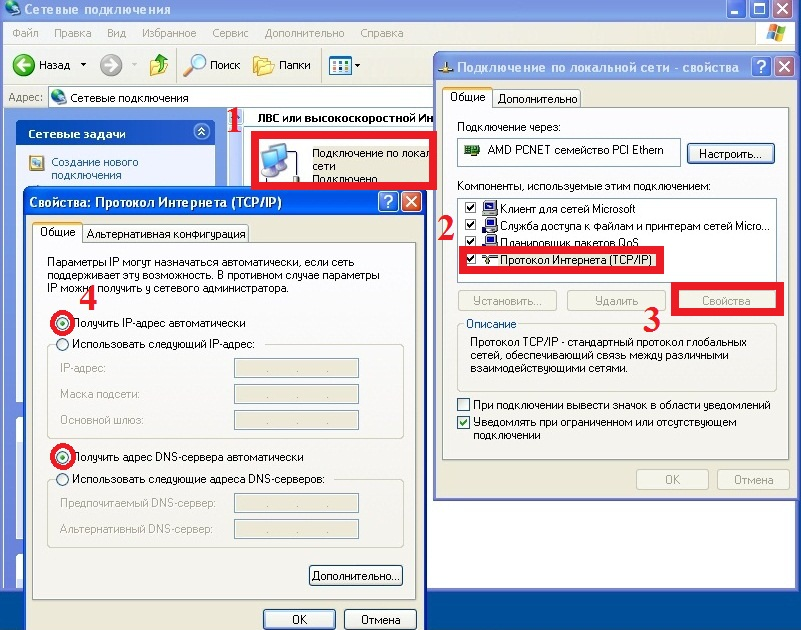 Сетевые подключения
Файл Правка Вид Избранное Сервис Дополнительно Справка
Назад Поиск Папки
Адрес: Сетевые подключения
Сетевые задачи
Создание нового
подключения
1
ЛВС или высокоскоростной Ин
Подключение по локал
сети
Подключено
Свойства: Протокол Интернета (TCP/IP)
Общие Альтернативная конфигурация
Параметры IP могут назначаться автоматически, если сеть
поддерживает эту возможность. В противном случае параметры
IP можно получить у сетевого администратора.
4
Получить IP-адрес автоматически
Использовать следующий IP-адрес:
IP-адрес:
Маска подсети:
Основной шлюз:
Получить адрес DNS-сервера автоматически
Использовать следующие адреса DNS-серверов:
Предпочитаемый DNS-сервер:
Альтернативный DNS-сервер:
Дополнительно...
ОК Отмена
Подключение по локальной сети - свойства
Общие Дополнительно
Подключение через:
AMD PCNET семейство PCI Ethern
Настроить...
Компоненты, используемые этим подключением:
2
Клиент для сетей Microsoft
Служба доступа к файлам и принтерам сетей Micro...
Планировщик пакетов QoS
Протокол Интернета (TCP/IP)
Установить... Удалить Свойства
3
Описание
Протокол TCP/IP - стандартный протокол глобальных
сетей, обеспечивающий связь между различными
взаимодействующими сетями.
При подключении вывести значок в области уведомлений
Уведомлять при ограниченном или отсутствующем
подключении
ОК Отмена